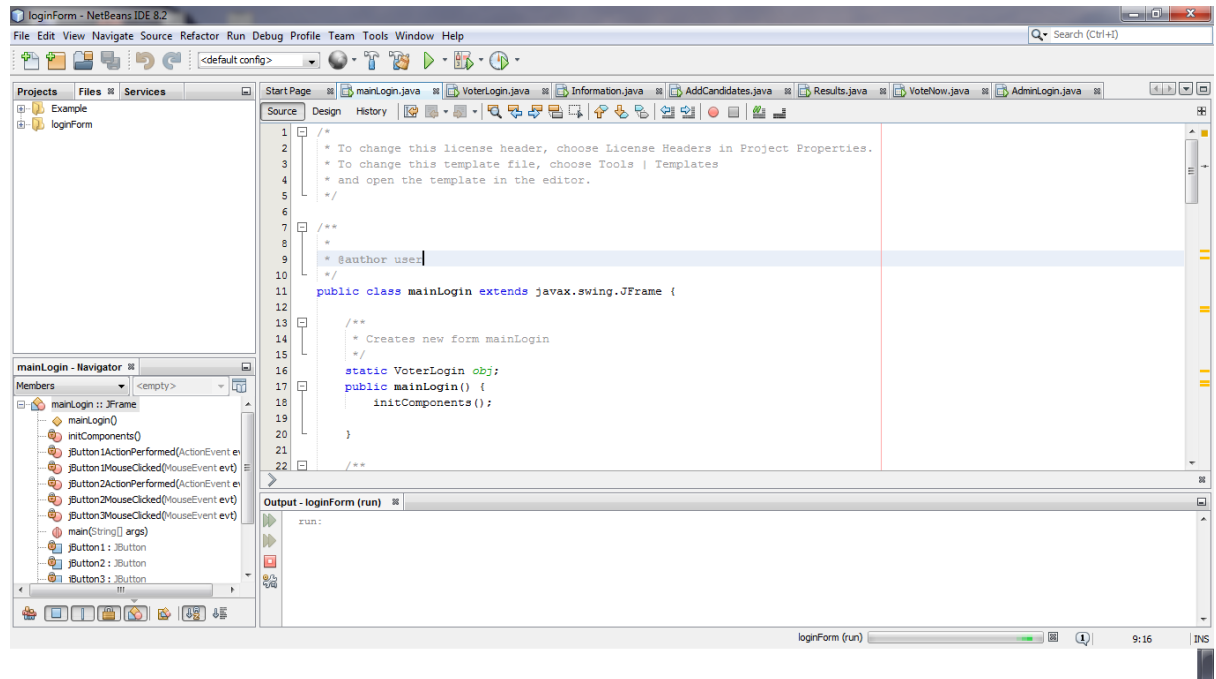 loginForm - NetBeans IDE 8.2
File Edit View Navigate Source Refactor Run Debug Profile Team Tools Window Help
Search (Ctrl+I)
<default config>
Projects Files Services
Example
loginForm
Start Page mainLogin.java VoterLogin.java Information.java AddCandidates.java Results.java VoteNow.java AdminLogin.java
Source Design History
1 /*
2 * To change this license header, choose License Headers in Project Properties.
3 * To change this template file, choose Tools | Templates
4 * and open the template in the editor.
5 */
6
7 /**
8 *
9 * @author user
10 */
11 public class mainLogin extends javax.swing.JFrame {
12
13 /**
14 * Creates new form mainLogin
15 */
16 static VoterLogin obj;
17 public mainLogin() {
18 initComponents();
19
20 }
21
22 /**
mainLogin - Navigator
Members <empty>
mainLogin :: JFrame
mainLogin()
initComponents()
jButton1ActionPerformed(ActionEvent ev
jButton1MouseClicked(MouseEvent evt)
jButton2ActionPerformed(ActionEvent ev
jButton2MouseClicked(MouseEvent evt)
jButton3MouseClicked(MouseEvent evt)
main(String[] args)
jButton1 : JButton
jButton2 : JButton
jButton3 : JButton
Output - loginForm (run)
run:
loginForm (run)
1
9:16
INS